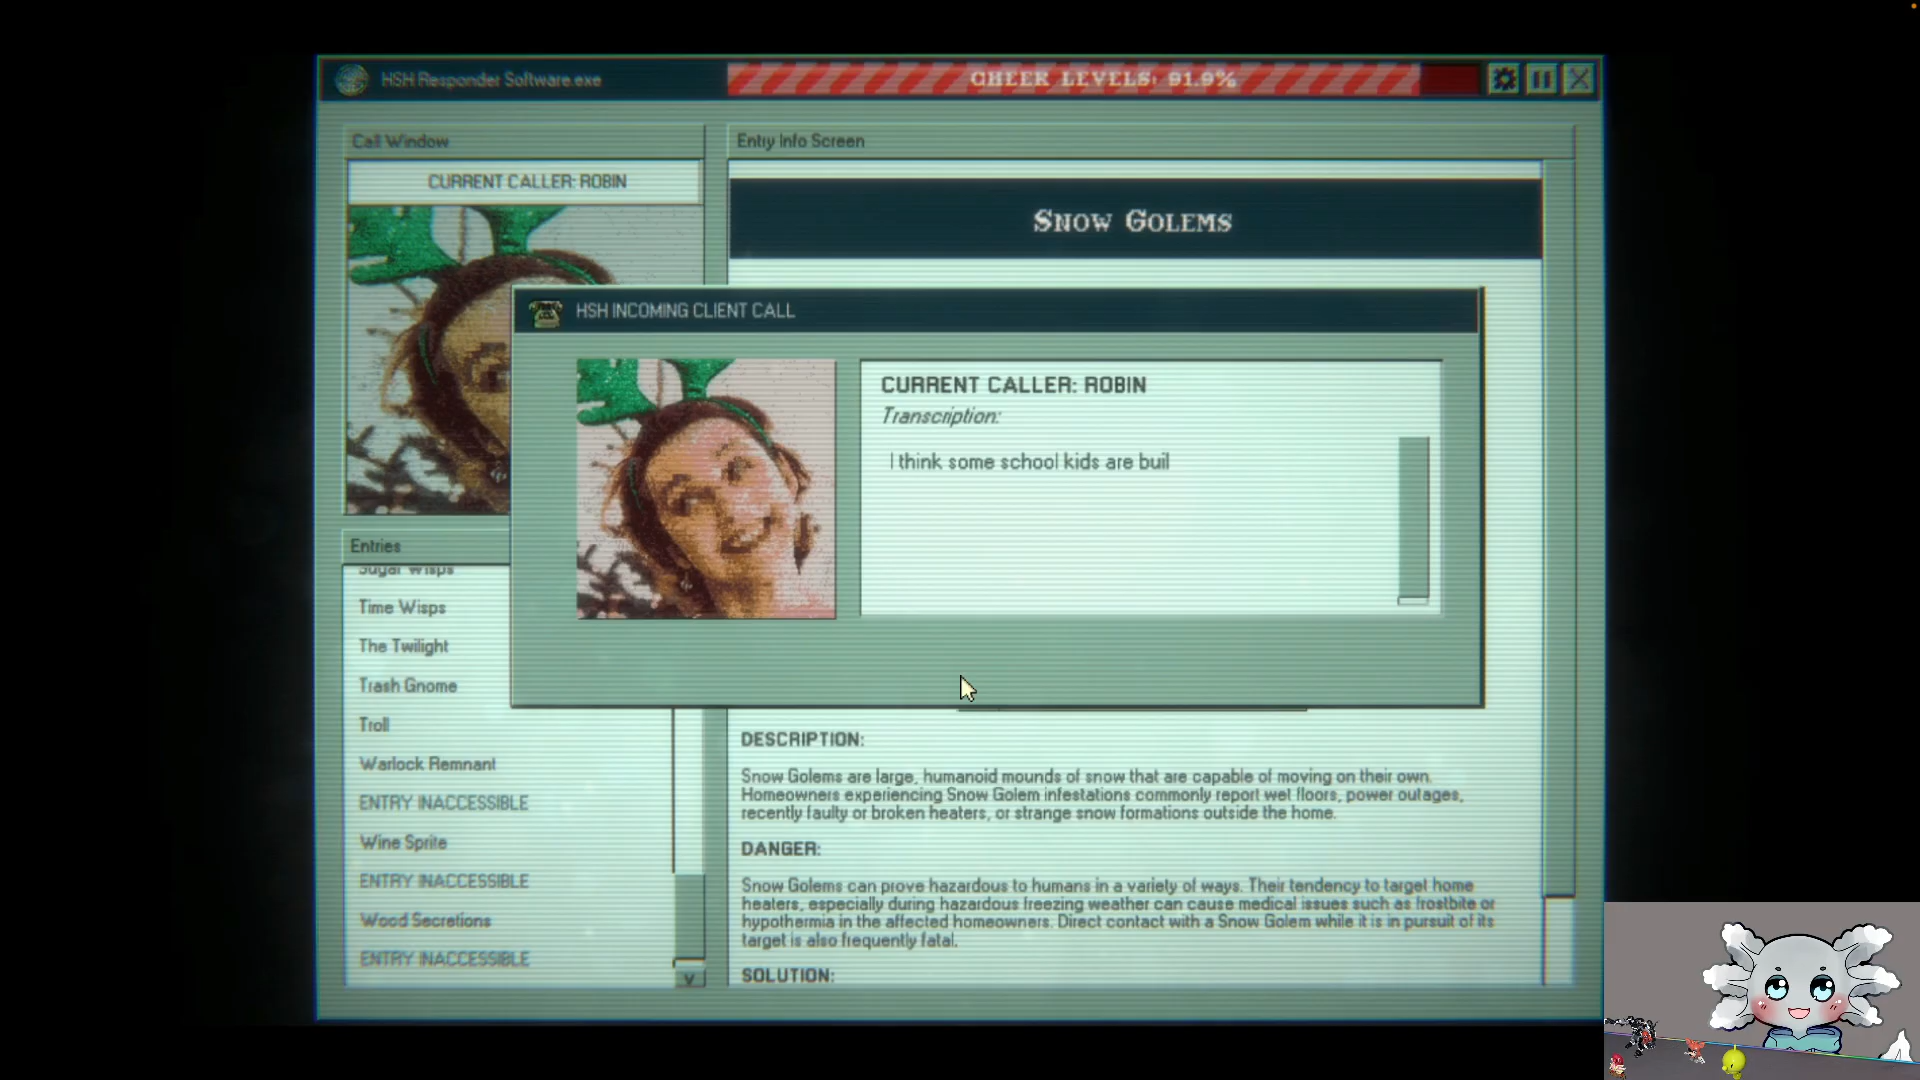 HSH Responder Software.exe
CHEER LEVELS: 91.9%
Call Window
CURRENT CALLER: ROBIN
Entry Info Screen
SNOW GOLEMS
HSH INCOMING CLIENT CALL
CURRENT CALLER: ROBIN
Transcription:
I think some school kids are buil
Entries
Sugar Wisps
Time Wisps
The Twilight
Trash Gnome
Troll
Warlock Remnant
ENTRY INACCESSIBLE
Wine Sprite
ENTRY INACCESSIBLE
Wood Secretions
ENTRY INACCESSIBLE
DESCRIPTION:
Snow Golems are large, humanoid mounds of snow that are capable of moving on their own.
Homeowners experiencing Snow Golem infestations commonly report wet floors, power outages,
recently faulty or broken heaters, or strange snow formations outside the home.
DANGER:
Snow Golems can prove hazardous to humans in a variety of ways. Their tendency to target home
heaters, especially during hazardous freezing weather can cause medical issues such as frostbite or
hypothermia in the affected homeowners. Direct contact with a Snow Golem while it is in pursuit of its
target is also frequently fatal.
SOLUTION: